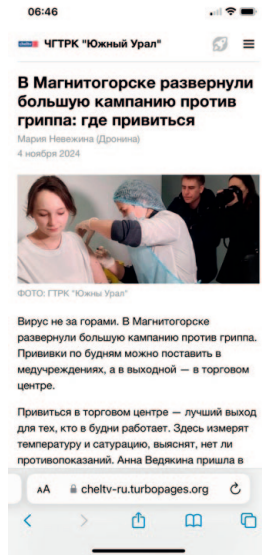 06:46
ЧГТРК "Южный Урал"
В Магнитогорске развернули
большую кампанию против
гриппа: где привиться
Мария Невежина (Дронина)
4 ноября 2024
ФОТО: ГТРК "Южны Урал"
Вирус не за горами. В Магнитогорске
развернули большую кампанию против гриппа.
Прививки по будням можно поставить в
медучреждениях, а в выходной — в торговом
центре.
Привиться в торговом центре — лучший выход
для тех, кто в будни работает. Здесь измерят
температуру и сатурацию, выяснят, нет ли
противопоказаний. Анна Ведякина пришла в
AA cheltv-ru.turbopages.org